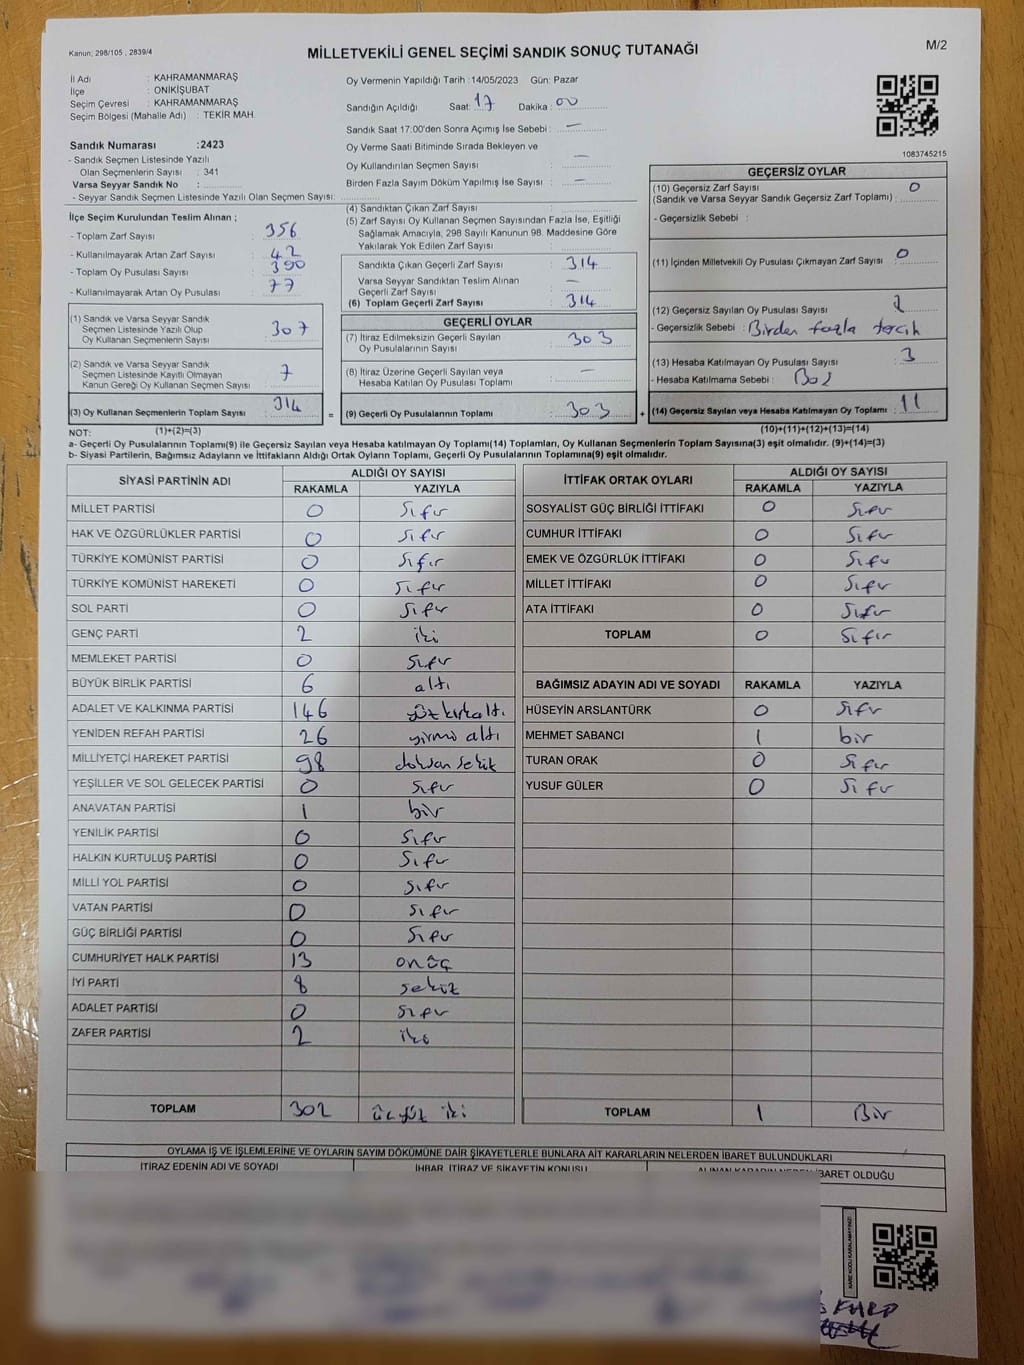 Kanun; 298/105 , 2839/4
MİLLETVEKİLİ GENEL SEÇİMİ SANDIK SONUÇ TUTANAĞI
M/2
İl Adı : KAHRAMANMARAŞ
İlçe : ONİKİŞUBAT
Seçim Çevresi : KAHRAMANMARAŞ
Seçim Bölgesi (Mahalle Adı) : TEKİR MAH.
Sandık Numarası :2423
- Sandık Seçmen Listesinde Yazılı
Olan Seçmenlerin Sayısı : 341
Varsa Seyyar Sandık No :
- Seyyar Sandık Seçmen Listesinde Yazılı Olan Seçmen Sayısı:
Oy Vermenin Yapıldığı Tarih :14/05/2023 Gün: Pazar
Sandığın Açıldığı Saat: 17 Dakika: 00
Sandık Saat 17:00'den Sonra Açımış İse Sebebi : —
Oy Verme Saati Bitiminde Sırada Bekleyen ve
Oy Kullandırılan Seçmen Sayısı : —
Birden Fazla Sayım Döküm Yapılmış İse Sayısı : —
1083745215
İlçe Seçim Kurulundan Teslim Alınan ;
- Toplam Zarf Sayısı : 356
- Kullanılmayarak Artan Zarf Sayısı : 42
- Toplam Oy Pusulası Sayısı : 390
- Kullanılmayarak Artan Oy Pusulası : 77
(1) Sandık ve Varsa Seyyar Sandık
Seçmen Listesinde Yazılı Olup
Oy Kullanan Seçmenlerin Sayısı : 307
(2) Sandık ve Varsa Seyyar Sandık
Seçmen Listesinde Kayıtlı Olmayan
Kanun Gereği Oy Kullanan Seçmen Sayısı : 7
(3) Oy Kullanan Seçmenlerin Toplam Sayısı : 314
(1)+(2)=(3)
(4) Sandıktan Çıkan Zarf Sayısı :
(5) Zarf Sayısı Oy Kullanan Seçmen Sayısından Fazla İse, Eşitliği
Sağlamak Amacıyla; 298 Sayılı Kanunun 98. Maddesine Göre
Yakılarak Yok Edilen Zarf Sayısı :
Sandıkta Çıkan Geçerli Zarf Sayısı : 314
Varsa Seyyar Sandıktan Teslim Alınan
Geçerli Zarf Sayısı : —
(6) Toplam Geçerli Zarf Sayısı : 314
GEÇERLİ OYLAR
(7) İtiraz Edilmeksizin Geçerli Sayılan
Oy Pusulalarının Sayısı : 303
(8) İtiraz Üzerine Geçerli Sayılan veya
Hesaba Katılan Oy Pusulası Toplamı : —
= (9) Geçerli Oy Pusulalarının Toplamı : 303
GEÇERSİZ OYLAR
(10) Geçersiz Zarf Sayısı 0
(Sandık ve Varsa Seyyar Sandık Geçersiz Zarf Toplamı) :
- Geçersizlik Sebebi :
(11) İçinden Milletvekili Oy Pusulası Çıkmayan Zarf Sayısı : 0
(12) Geçersiz Sayılan Oy Pusulası Sayısı : 2
- Geçersizlik Sebebi : Birden fazla tercih
(13) Hesaba Katılmayan Oy Pusulası Sayısı : 3
- Hesaba Katılmama Sebebi :
+ (14) Geçersiz Sayılan veya Hesaba Katılmayan Oy Toplamı : 11
(10)+(11)+(12)+(13)=(14)
NOT:
a- Geçerli Oy Pusulalarının Toplamı(9) ile Geçersiz Sayılan veya Hesaba katılmayan Oy Toplamı(14) Toplamları, Oy Kullanan Seçmenlerin Toplam Sayısına(3) eşit olmalıdır. (9)+(14)=(3)
b- Siyasi Partilerin, Bağımsız Adayların ve İttifakların Aldığı Ortak Oyların Toplamı, Geçerli Oy Pusulalarının Toplamına(9) eşit olmalıdır.
SİYASİ PARTİNİN ADI ALDIĞI OY SAYISI
RAKAMLA YAZIYLA
MİLLET PARTİSİ 0 Sıfır
HAK VE ÖZGÜRLÜKLER PARTİSİ 0 Sıfır
TÜRKİYE KOMÜNİST PARTİSİ 0 Sıfır
TÜRKİYE KOMÜNİST HAREKETİ 0 Sıfır
SOL PARTİ 0 Sıfır
GENÇ PARTİ 2 iki
MEMLEKET PARTİSİ 0 Sıfır
BÜYÜK BİRLİK PARTİSİ 6 altı
ADALET VE KALKINMA PARTİSİ 146 yüzkırkaltı
YENİDEN REFAH PARTİSİ 26 yirmi altı
MİLLİYETÇİ HAREKET PARTİSİ 98 doksan sekiz
YEŞİLLER VE SOL GELECEK PARTİSİ 0 Sıfır
ANAVATAN PARTİSİ 1 bir
YENİLİK PARTİSİ 0 Sıfır
HALKIN KURTULUŞ PARTİSİ 0 Sıfır
MİLLİ YOL PARTİSİ 0 Sıfır
VATAN PARTİSİ 0 Sıfır
GÜÇ BİRLİĞİ PARTİSİ 0 Sıfır
CUMHURİYET HALK PARTİSİ 13 onüç
İYİ PARTİ 8 sekiz
ADALET PARTİSİ 0 Sıfır
ZAFER PARTİSİ 2 iki
TOPLAM 302 üçyüz iki
İTTİFAK ORTAK OYLARI ALDIĞI OY SAYISI
RAKAMLA YAZIYLA
SOSYALİST GÜÇ BİRLİĞİ İTTİFAKI 0 Sıfır
CUMHUR İTTİFAKI 0 Sıfır
EMEK VE ÖZGÜRLÜK İTTİFAKI 0 Sıfır
MİLLET İTTİFAKI 0 Sıfır
ATA İTTİFAKI 0 Sıfır
TOPLAM 0 Sıfır
BAĞIMSIZ ADAYIN ADI VE SOYADI RAKAMLA YAZIYLA
HÜSEYİN ARSLANTÜRK 0 Sıfır
MEHMET SABANCI 1 bir
TURAN ORAK 0 Sıfır
YUSUF GÜLER 0 Sıfır
TOPLAM 1 Bir
OYLAMA İŞ VE İŞLEMLERİNE VE OYLARIN SAYIM DÖKÜMÜNE DAİR ŞİKAYETLERLE BUNLARA AİT KARARLARIN NELERDEN İBARET BULUNDUKLARI
İTİRAZ EDENİN ADI VE SOYADI İHBAR, İTİRAZ VE ŞİKAYETİN KONUSU ALINAN KARARIN NEDEN İBARET OLDUĞU
KARE KODU KARALAMAYINIZ!